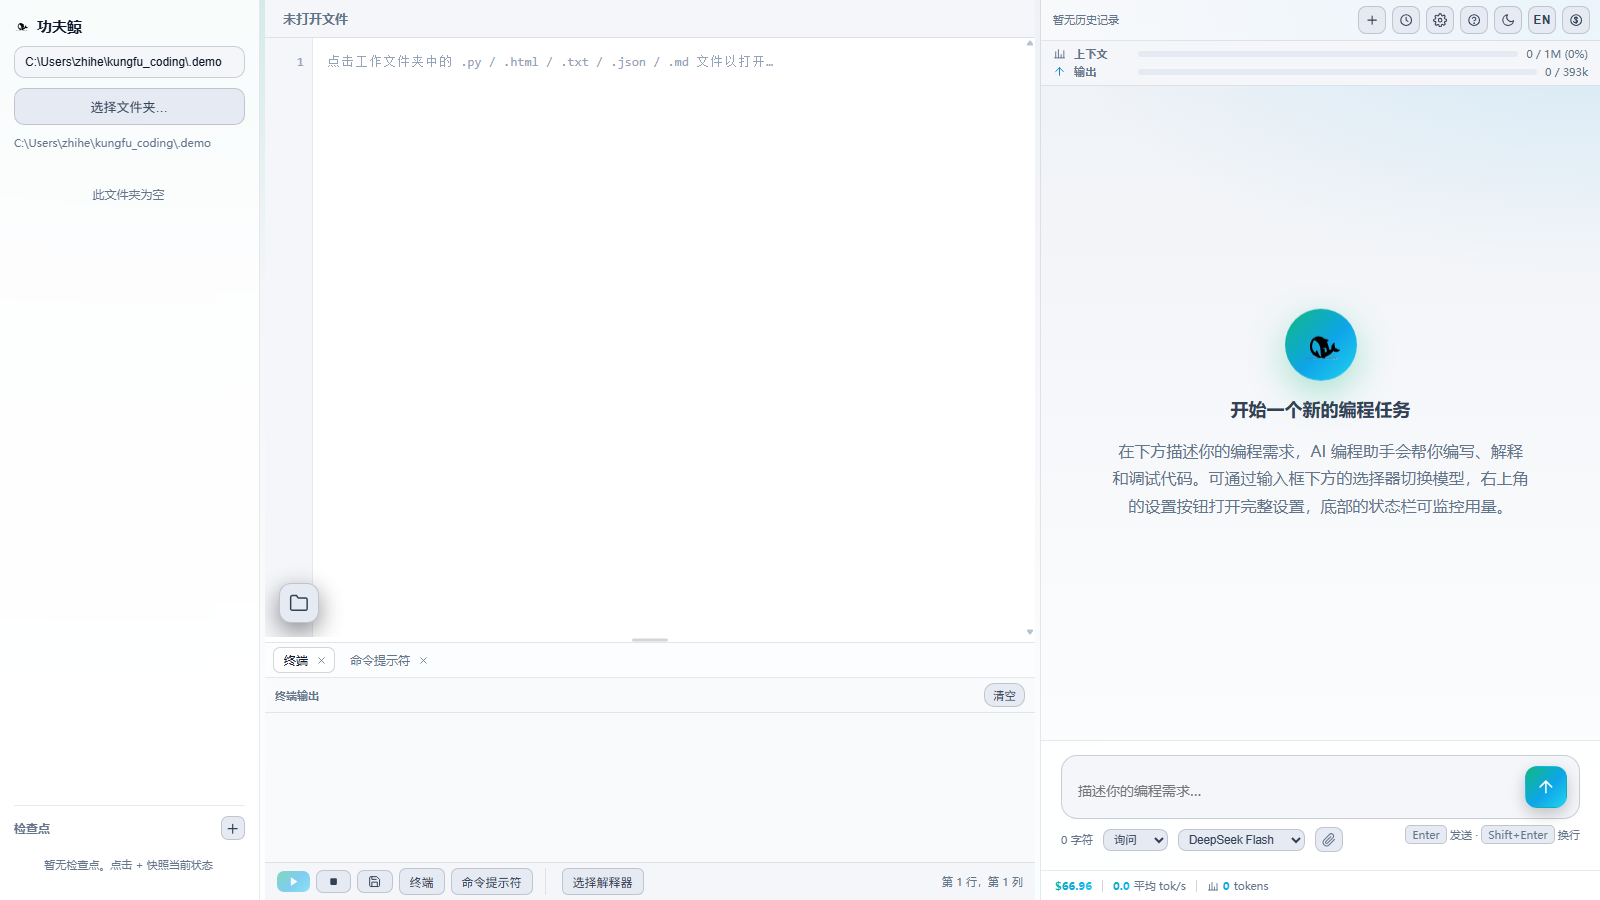 功夫鲸
C:\Users\zhihe\kungfu_coding\.demo
选择文件夹...
C:\Users\zhihe\kungfu_coding\.demo
此文件夹为空
检查点
+
暂无检查点。点击 + 快照当前状态
未打开文件
1
点击工作文件夹中的 .py / .html / .txt / .json / .md 文件以打开…
终端 ×
命令提示符 ×
终端输出
清空
终端
命令提示符
选择解释器
第 1 行，第 1 列
暂无历史记录
EN
上下文
0 / 1M (0%)
输出
0 / 393k
开始一个新的编程任务
在下方描述你的编程需求，AI 编程助手会帮你编写、解释
和调试代码。可通过输入框下方的选择器切换模型，右上角
的设置按钮打开完整设置，底部的状态栏可监控用量。
描述你的编程需求...
0 字符
询问
DeepSeek Flash
Enter 发送 · Shift+Enter 换行
$66.96
0.0 平均 tok/s
0 tokens